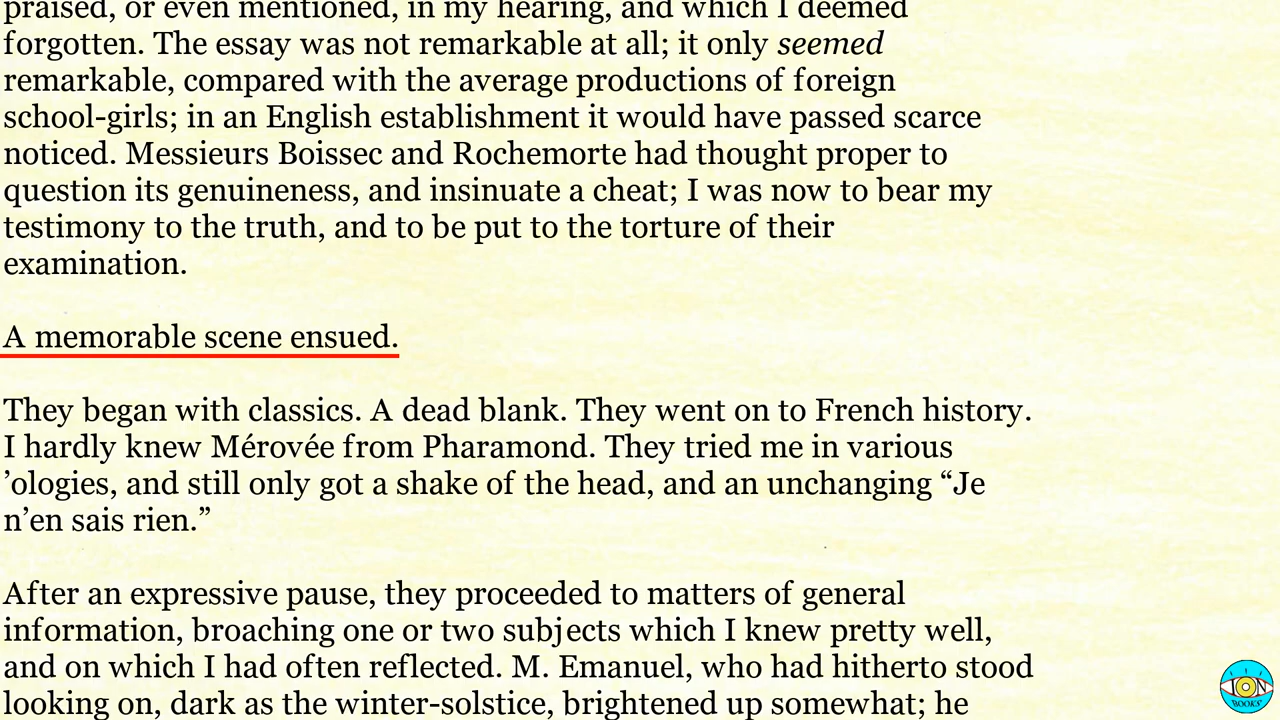 praised, or even mentioned, in my hearing, and which I deemed
forgotten. The essay was not remarkable at all; it only seemed
remarkable, compared with the average productions of foreign
school-girls; in an English establishment it would have passed scarce
noticed. Messieurs Boissec and Rochemorte had thought proper to
question its genuineness, and insinuate a cheat; I was now to bear my
testimony to the truth, and to be put to the torture of their
examination.
A memorable scene ensued.
They began with classics. A dead blank. They went on to French history.
I hardly knew Mérovée from Pharamond. They tried me in various
’ologies, and still only got a shake of the head, and an unchanging “Je
n’en sais rien.”
After an expressive pause, they proceeded to matters of general
information, broaching one or two subjects which I knew pretty well,
and on which I had often reflected. M. Emanuel, who had hitherto stood
looking on, dark as the winter-solstice, brightened up somewhat; he
ION
BOOKS